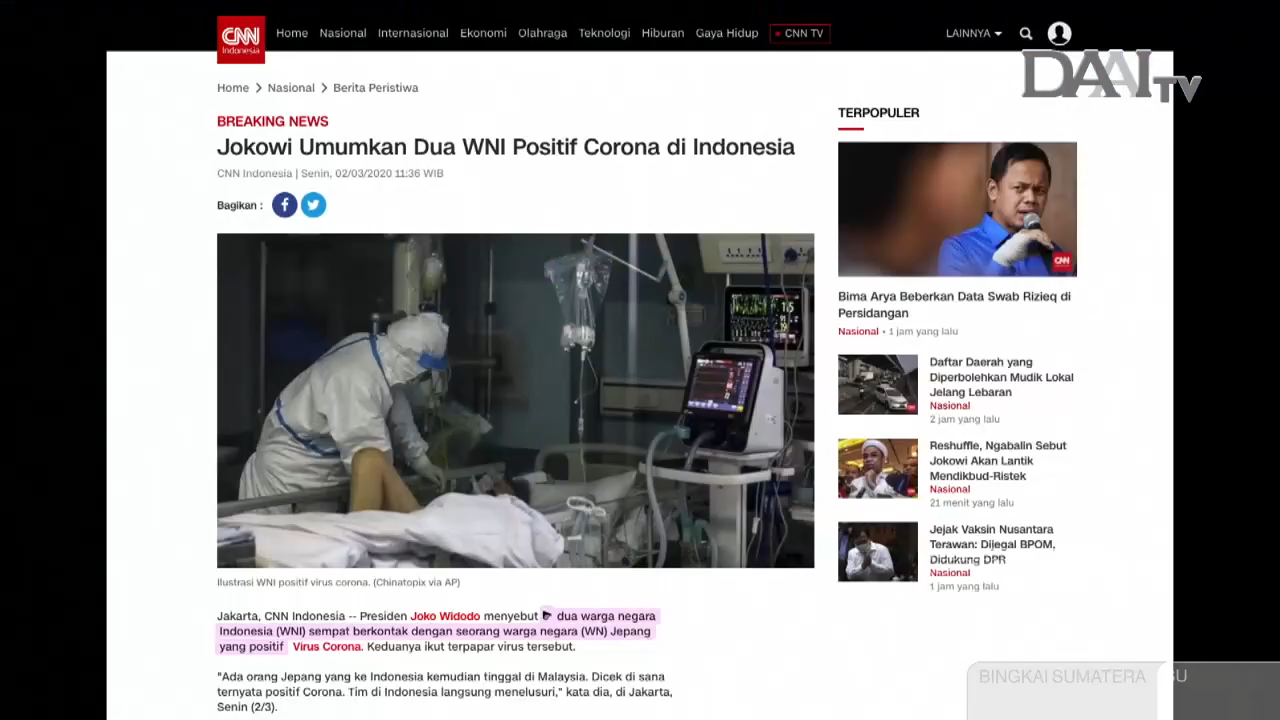 CNN
Indonesia
Home Nasional Internasional Ekonomi Olahraga Teknologi Hiburan Gaya Hidup CNN TV LAINNYA
DAAI TV
Home > Nasional > Berita Peristiwa
BREAKING NEWS
Jokowi Umumkan Dua WNI Positif Corona di Indonesia
CNN Indonesia | Senin, 02/03/2020 11:36 WIB
Bagikan :
Ilustrasi WNI positif virus corona. (Chinatopix via AP)
Jakarta, CNN Indonesia -- Presiden Joko Widodo menyebut dua warga negara
Indonesia (WNI) sempat berkontak dengan seorang warga negara (WN) Jepang
yang positif Virus Corona. Keduanya ikut terpapar virus tersebut.
"Ada orang Jepang yang ke Indonesia kemudian tinggal di Malaysia. Dicek di sana
ternyata positif Corona. Tim di Indonesia langsung menelusuri," kata dia, di Jakarta,
Senin (2/3).
TERPOPULER
CNN
Bima Arya Beberkan Data Swab Rizieq di
Persidangan
Nasional • 1 jam yang lalu
Daftar Daerah yang
Diperbolehkan Mudik Lokal
Jelang Lebaran
Nasional
2 jam yang lalu
Reshuffle, Ngabalin Sebut
Jokowi Akan Lantik
Mendikbud-Ristek
Nasional
21 menit yang lalu
Jejak Vaksin Nusantara
Terawan: Dijegal BPOM,
Didukung DPR
Nasional
1 jam yang lalu
BINGKAI SUMATERA SU